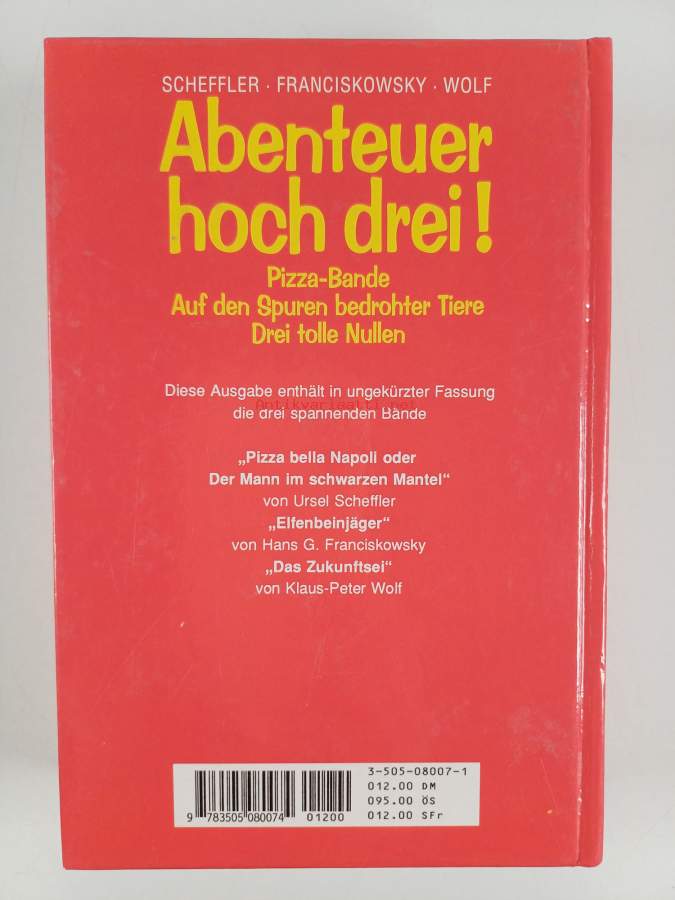 SCHEFFLER · FRANCISKOWSKY · WOLF
Abenteuer
hoch drei!
Pizza-Bande
Auf den Spuren bedrohter Tiere
Drei tolle Nullen
Diese Ausgabe enthält in ungekürzter Fassung
Antikvariaatti.net
die drei spannenden Bände
„Pizza bella Napoli oder
Der Mann im schwarzen Mantel“
von Ursel Scheffler
„Elfenbeinjäger“
von Hans G. Franciskowsky
„Das Zukunftsei“
von Klaus-Peter Wolf
3-505-08007-1
012.00 DM
095.00 ÖS
012.00 SFr
9 783505 080074 01200